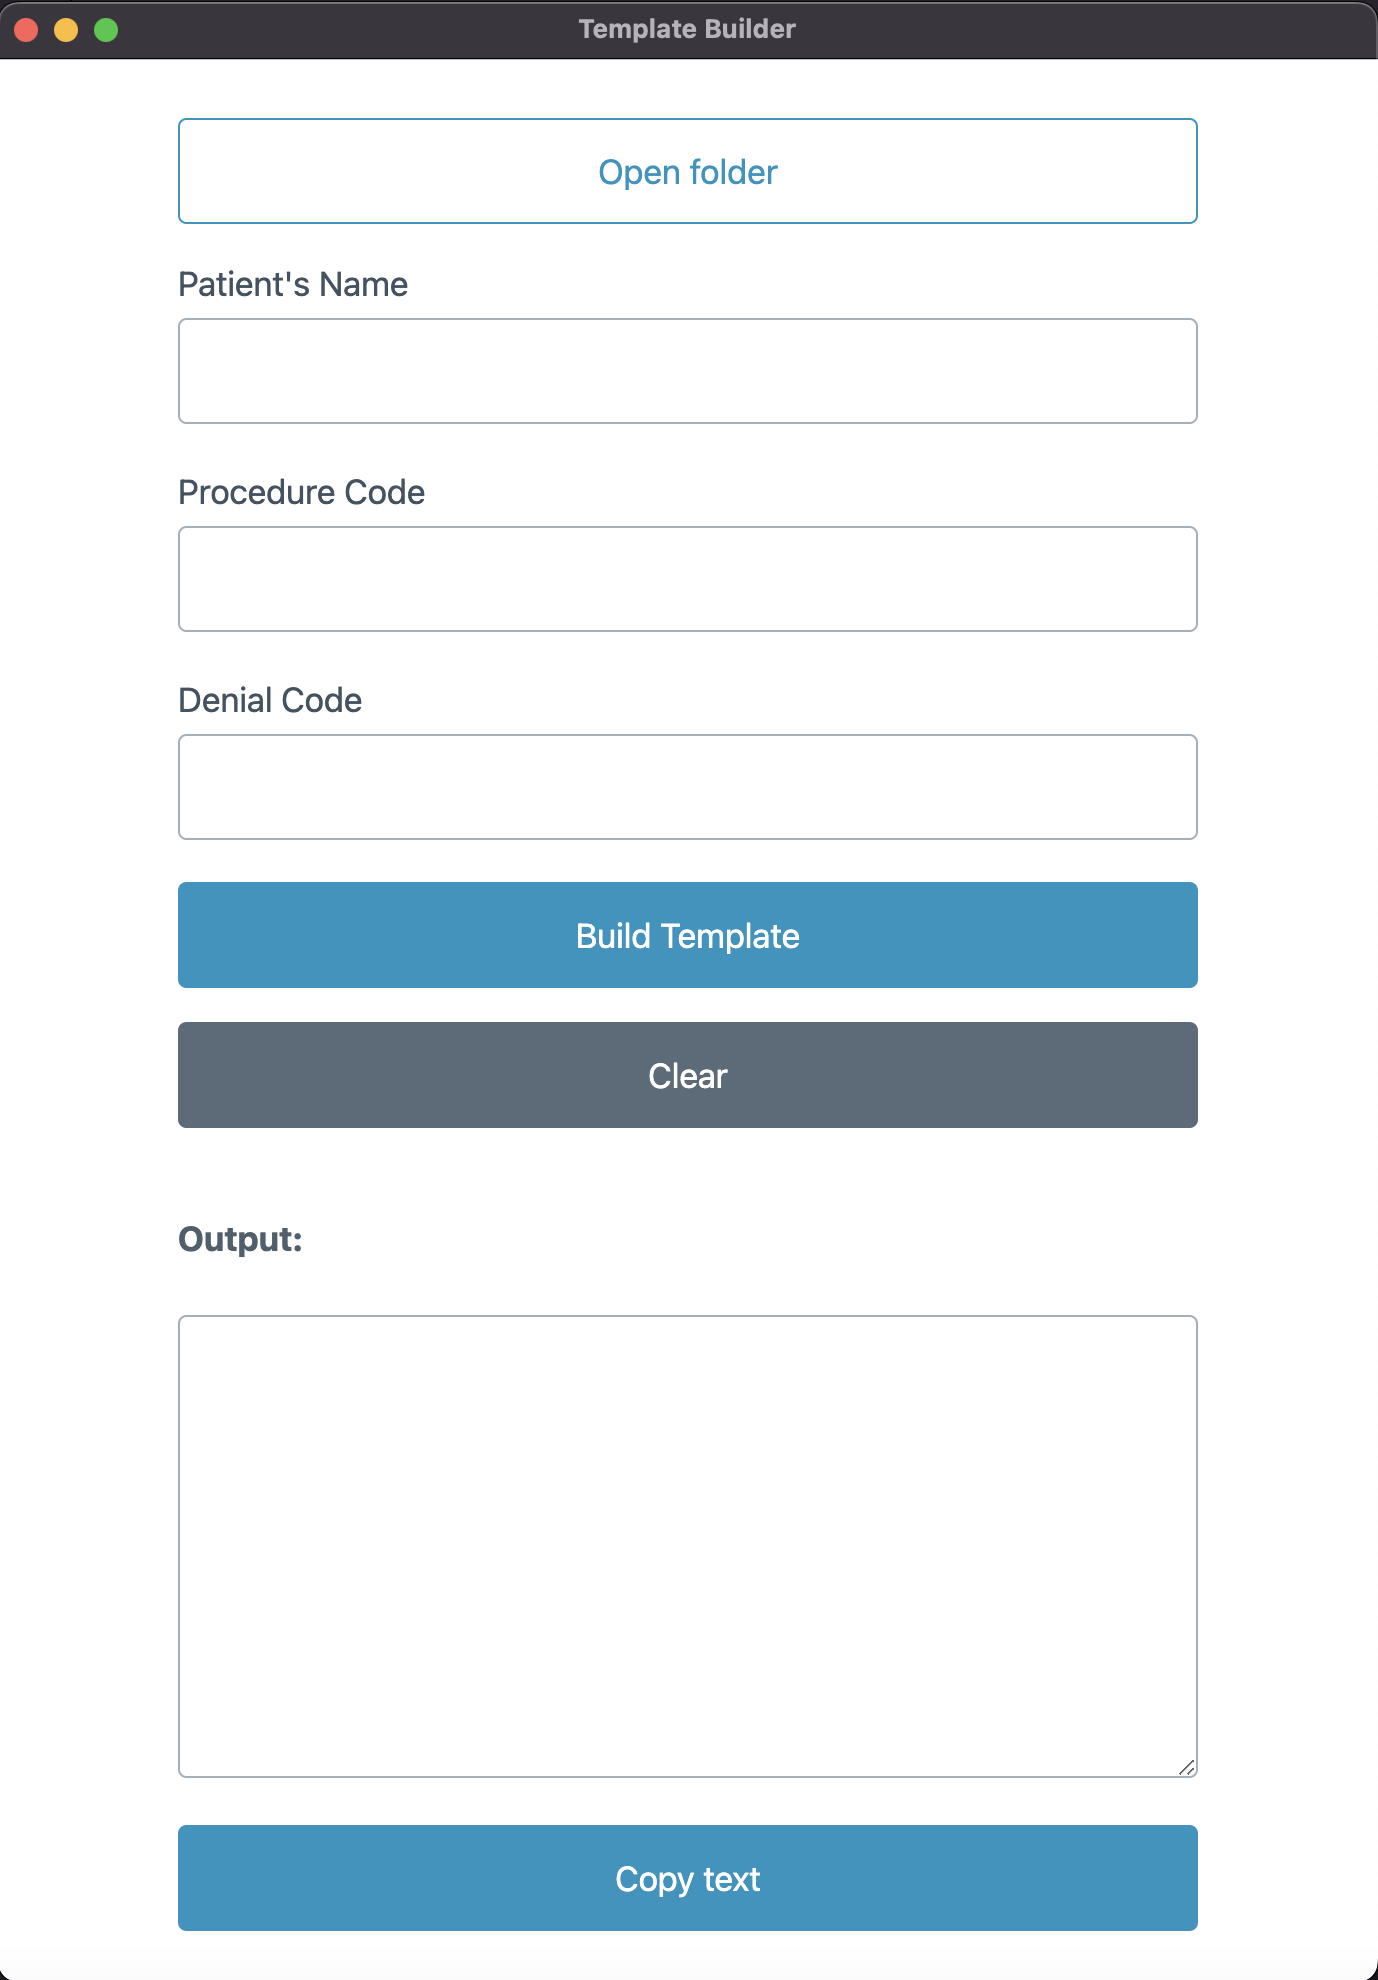 Template Builder
Open folder
Patient's Name
Procedure Code
Denial Code
Build Template
Clear
Output:
Copy text